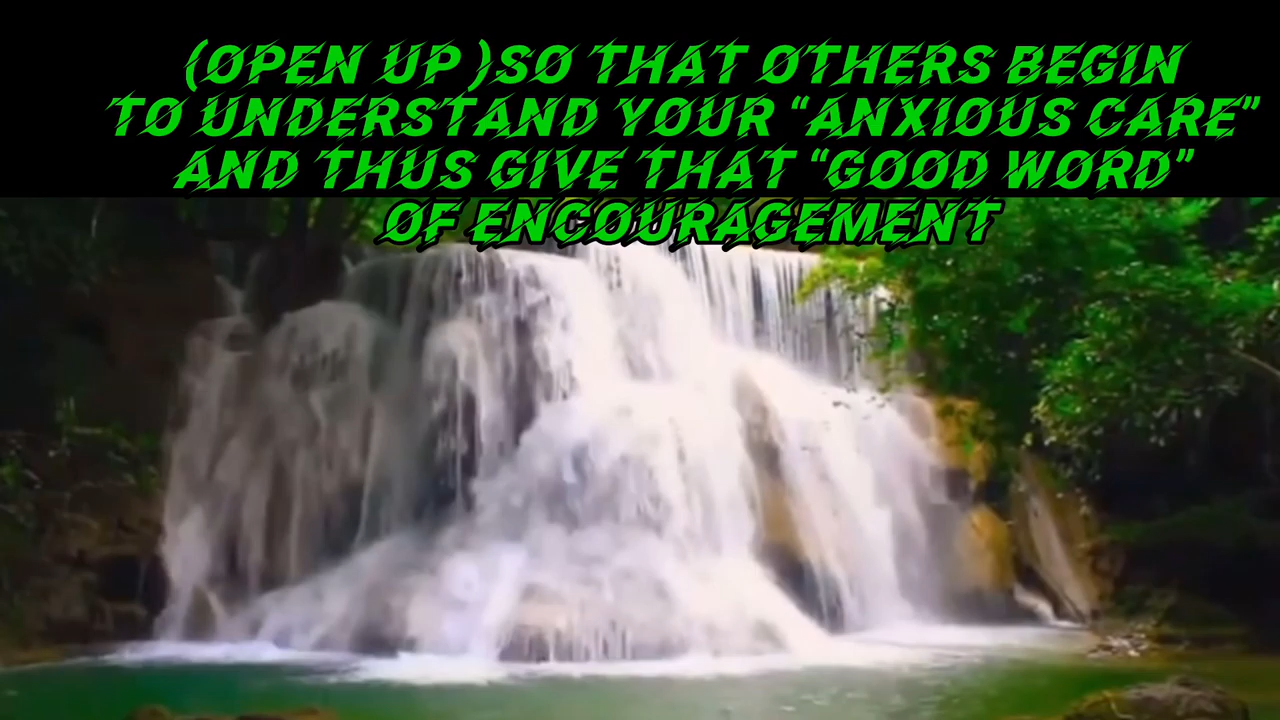 (OPEN UP )SO THAT OTHERS BEGIN
TO UNDERSTAND YOUR “ANXIOUS CARE”
AND THUS GIVE THAT “GOOD WORD”
OF ENCOURAGEMENT